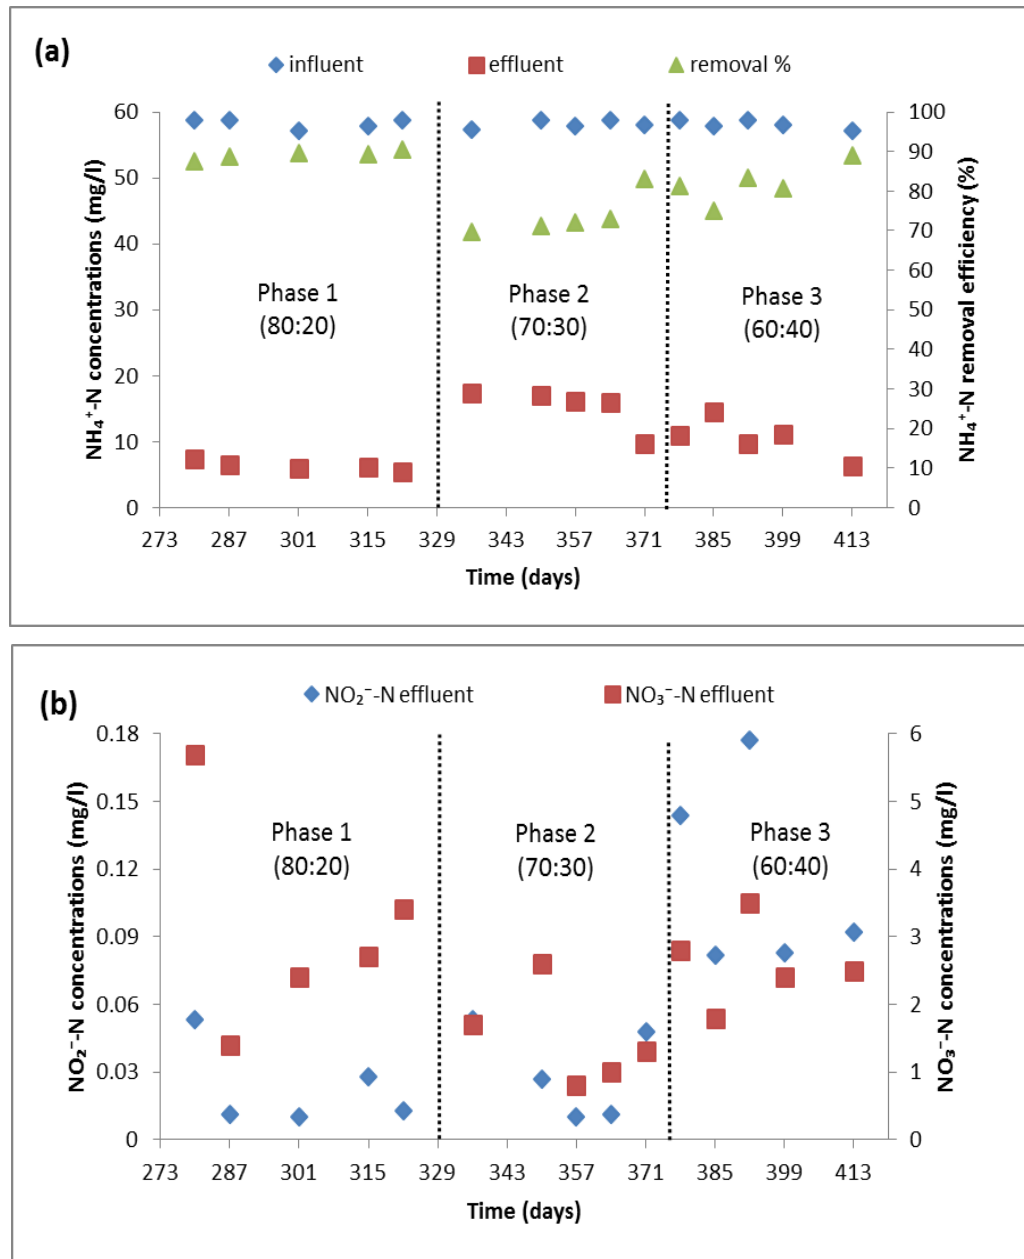 (a)
influent effluent removal %
NH₄⁺-N concentrations (mg/l)
60
50
40
30
20
10
0
Phase 1
(80:20)
Phase 2
(70:30)
Phase 3
(60:40)
100
90
80
70
60
50
40
30
20
10
0
NH₄⁺-N removal efficiency (%)
273 287 301 315 329 343 357 371 385 399 413
Time (days)
(b)
NO₂⁻-N effluent NO₃⁻-N effluent
NO₂⁻-N concentrations (mg/l)
0.18
0.15
0.12
0.09
0.06
0.03
0
Phase 1
(80:20)
Phase 2
(70:30)
Phase 3
(60:40)
6
5
4
3
2
1
0
NO₃⁻-N concentrations (mg/l)
273 287 301 315 329 343 357 371 385 399 413
Time (days)